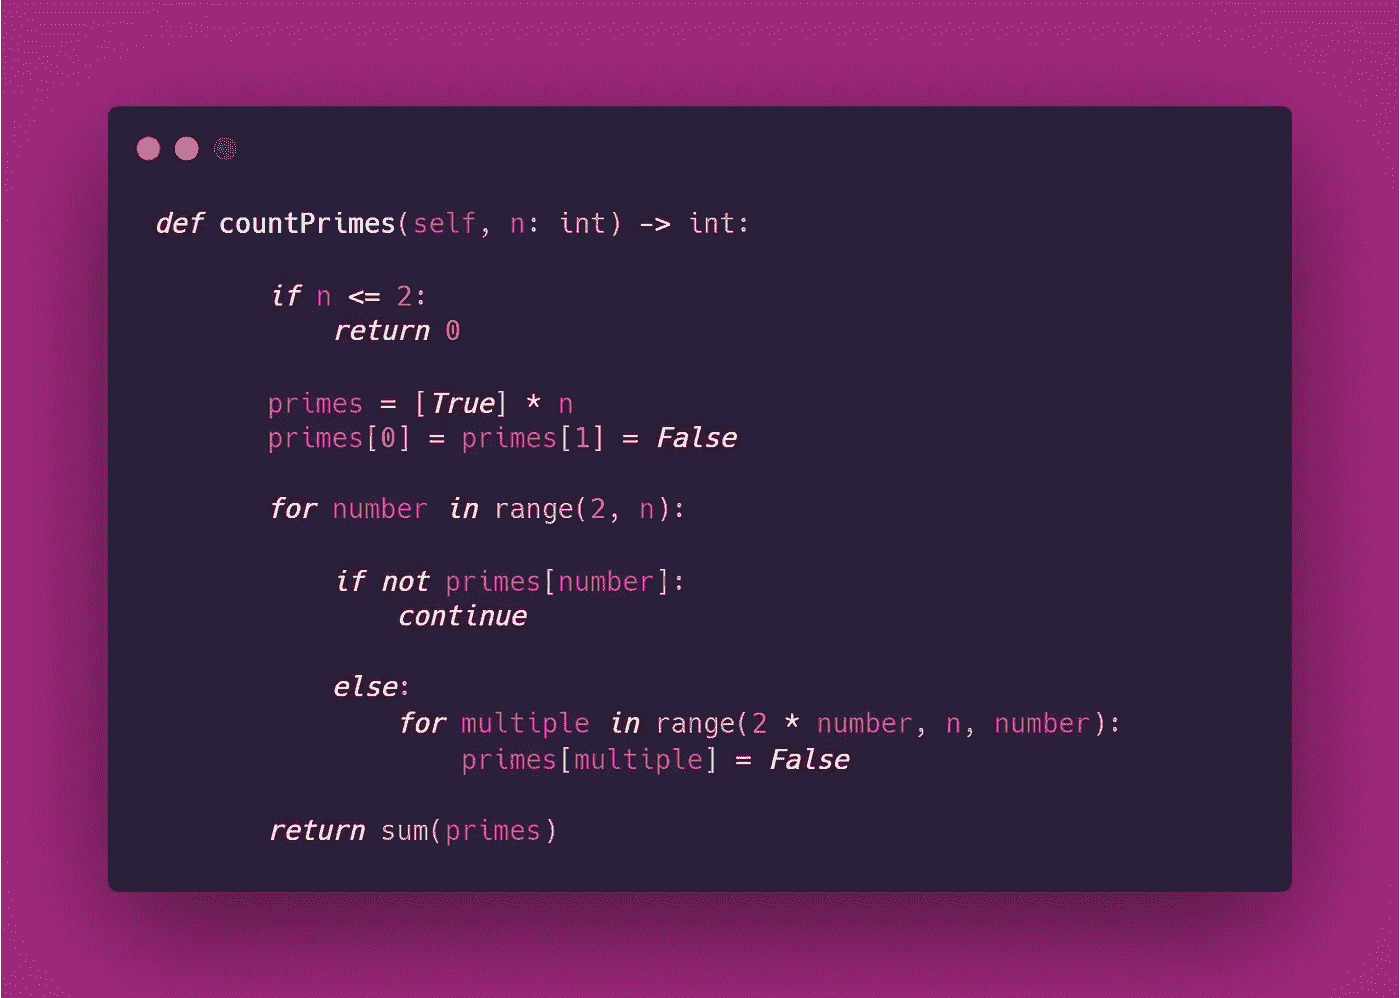 def countPrimes(self, n: int) -> int:
if n <= 2:
return 0
primes = [True] * n
primes[0] = primes[1] = False
for number in range(2, n):
if not primes[number]:
continue
else:
for multiple in range(2 * number, n, number):
primes[multiple] = False
return sum(primes)